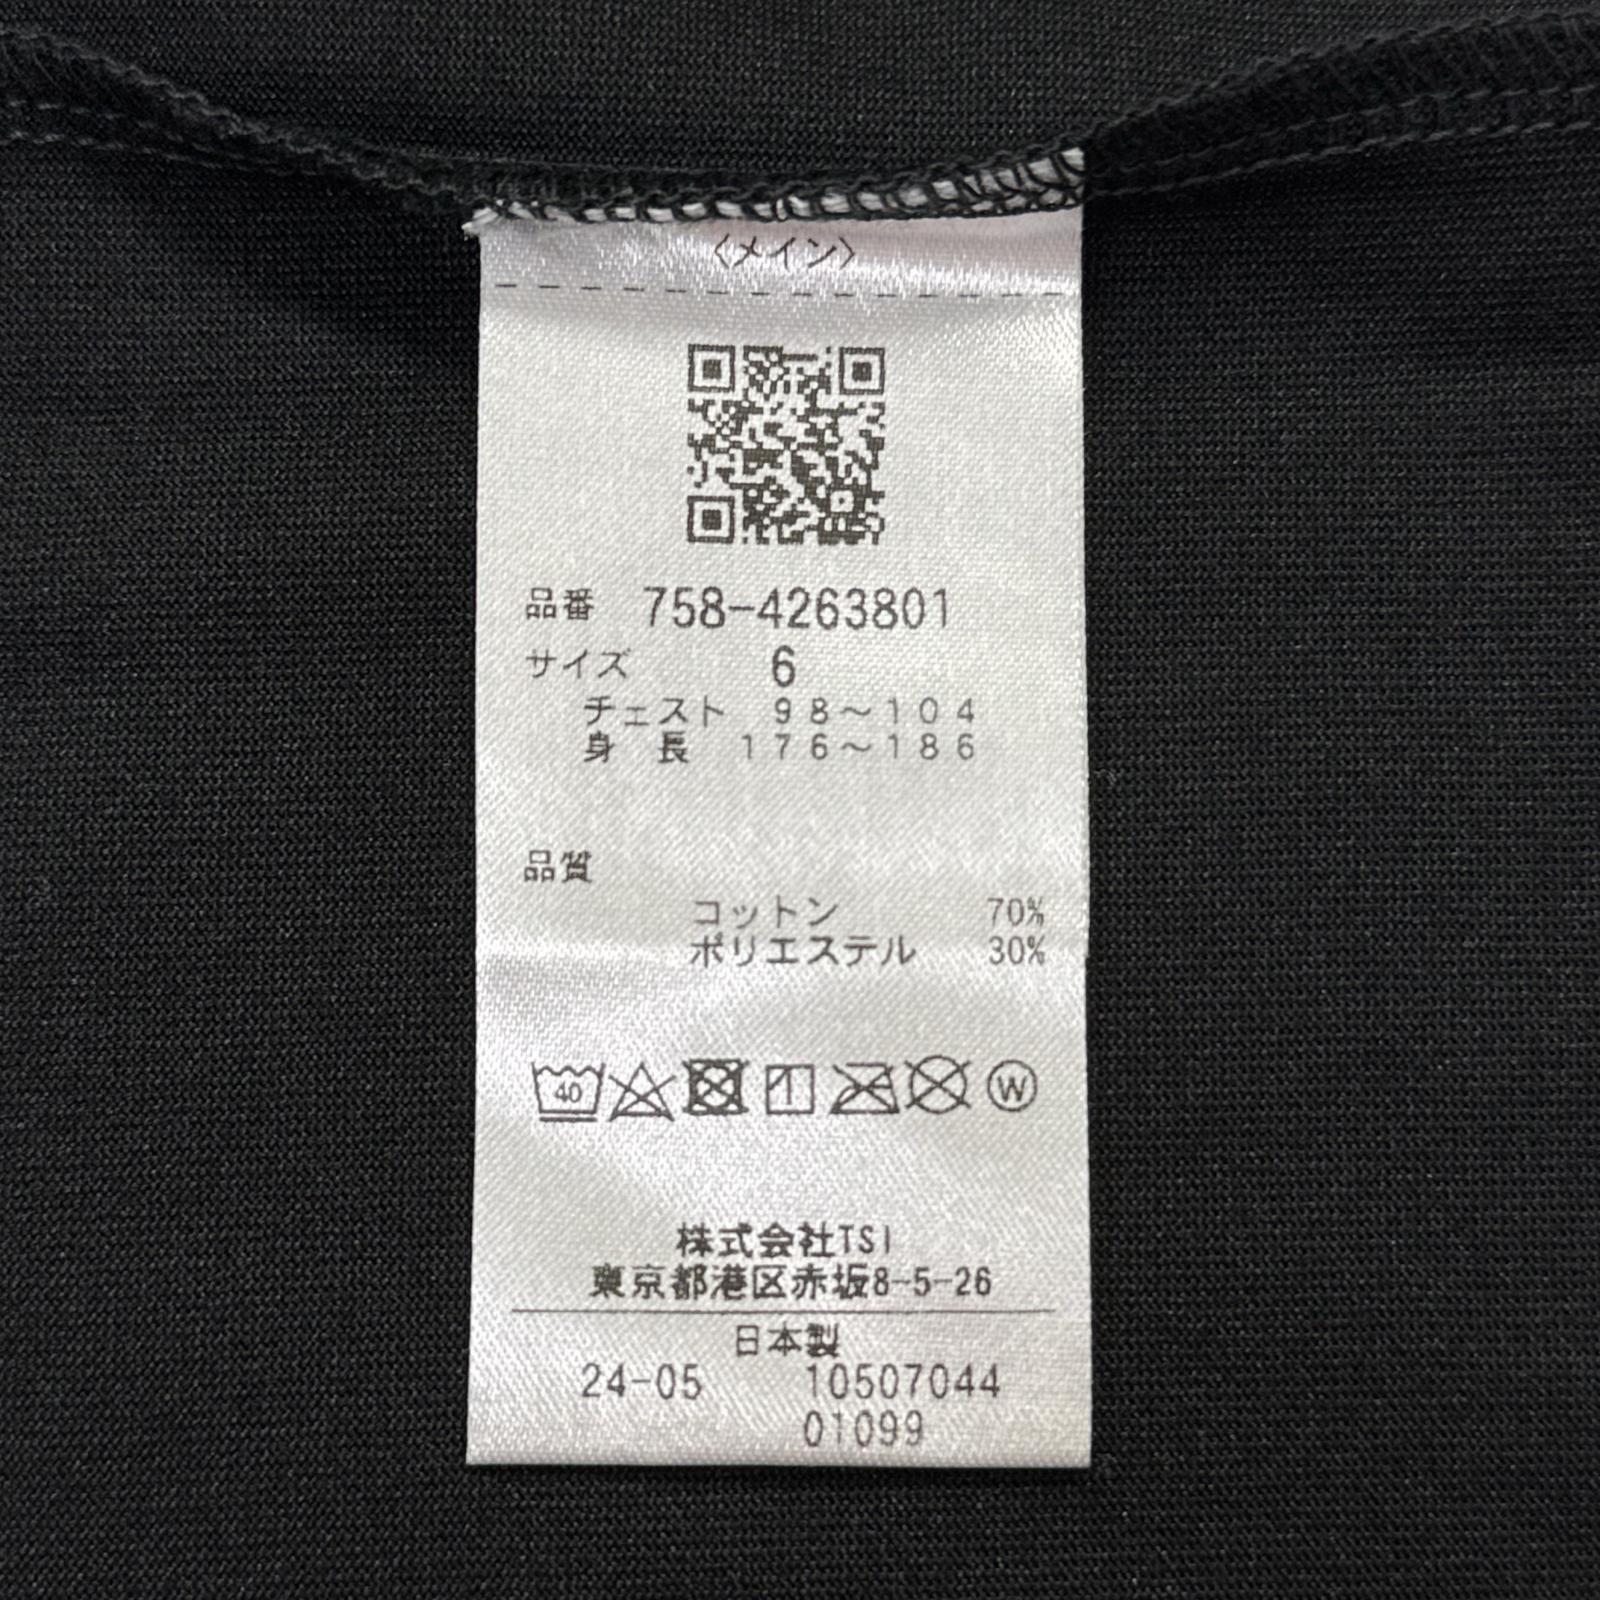 〈メイン〉
品番 758-4263801
サイズ 6
チェスト 98～104
身長 176～186
品質
コットン 70%
ポリエステル 30%
40 W
株式会社TSI
東京都港区赤坂8-5-26
日本製
24-05 10507044
01099